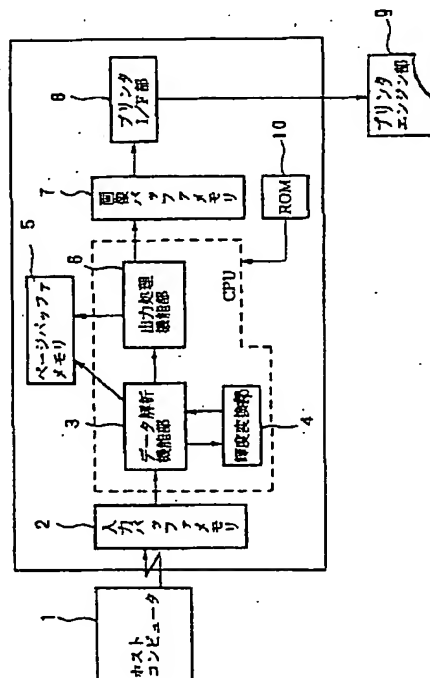 1
ホスト
コンピュータ
2
入力バッファメモリ
3
データ解析
機能部
4
輝度変換部
5
ページバッファ
メモリ
6
出力処理
機能部
CPU
7
画像バッファメモリ
8
プリンタ
I/F部
10
ROM
9
プリンタ
エンジン部